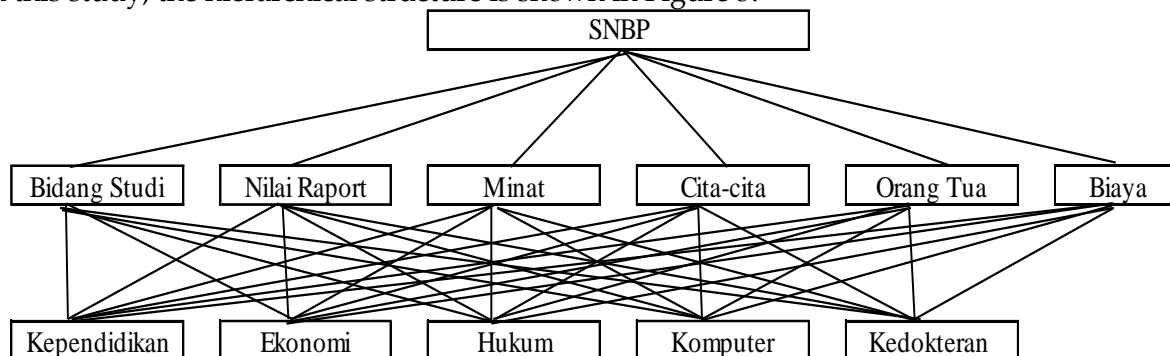 this study, the hierarchical structure is shown in Figure
SNBP
Bidang Studi Nilai Raport Minat Cita-cita Orang Tua Biaya
Kependidikan Ekonomi Hukum Komputer Kedokteran